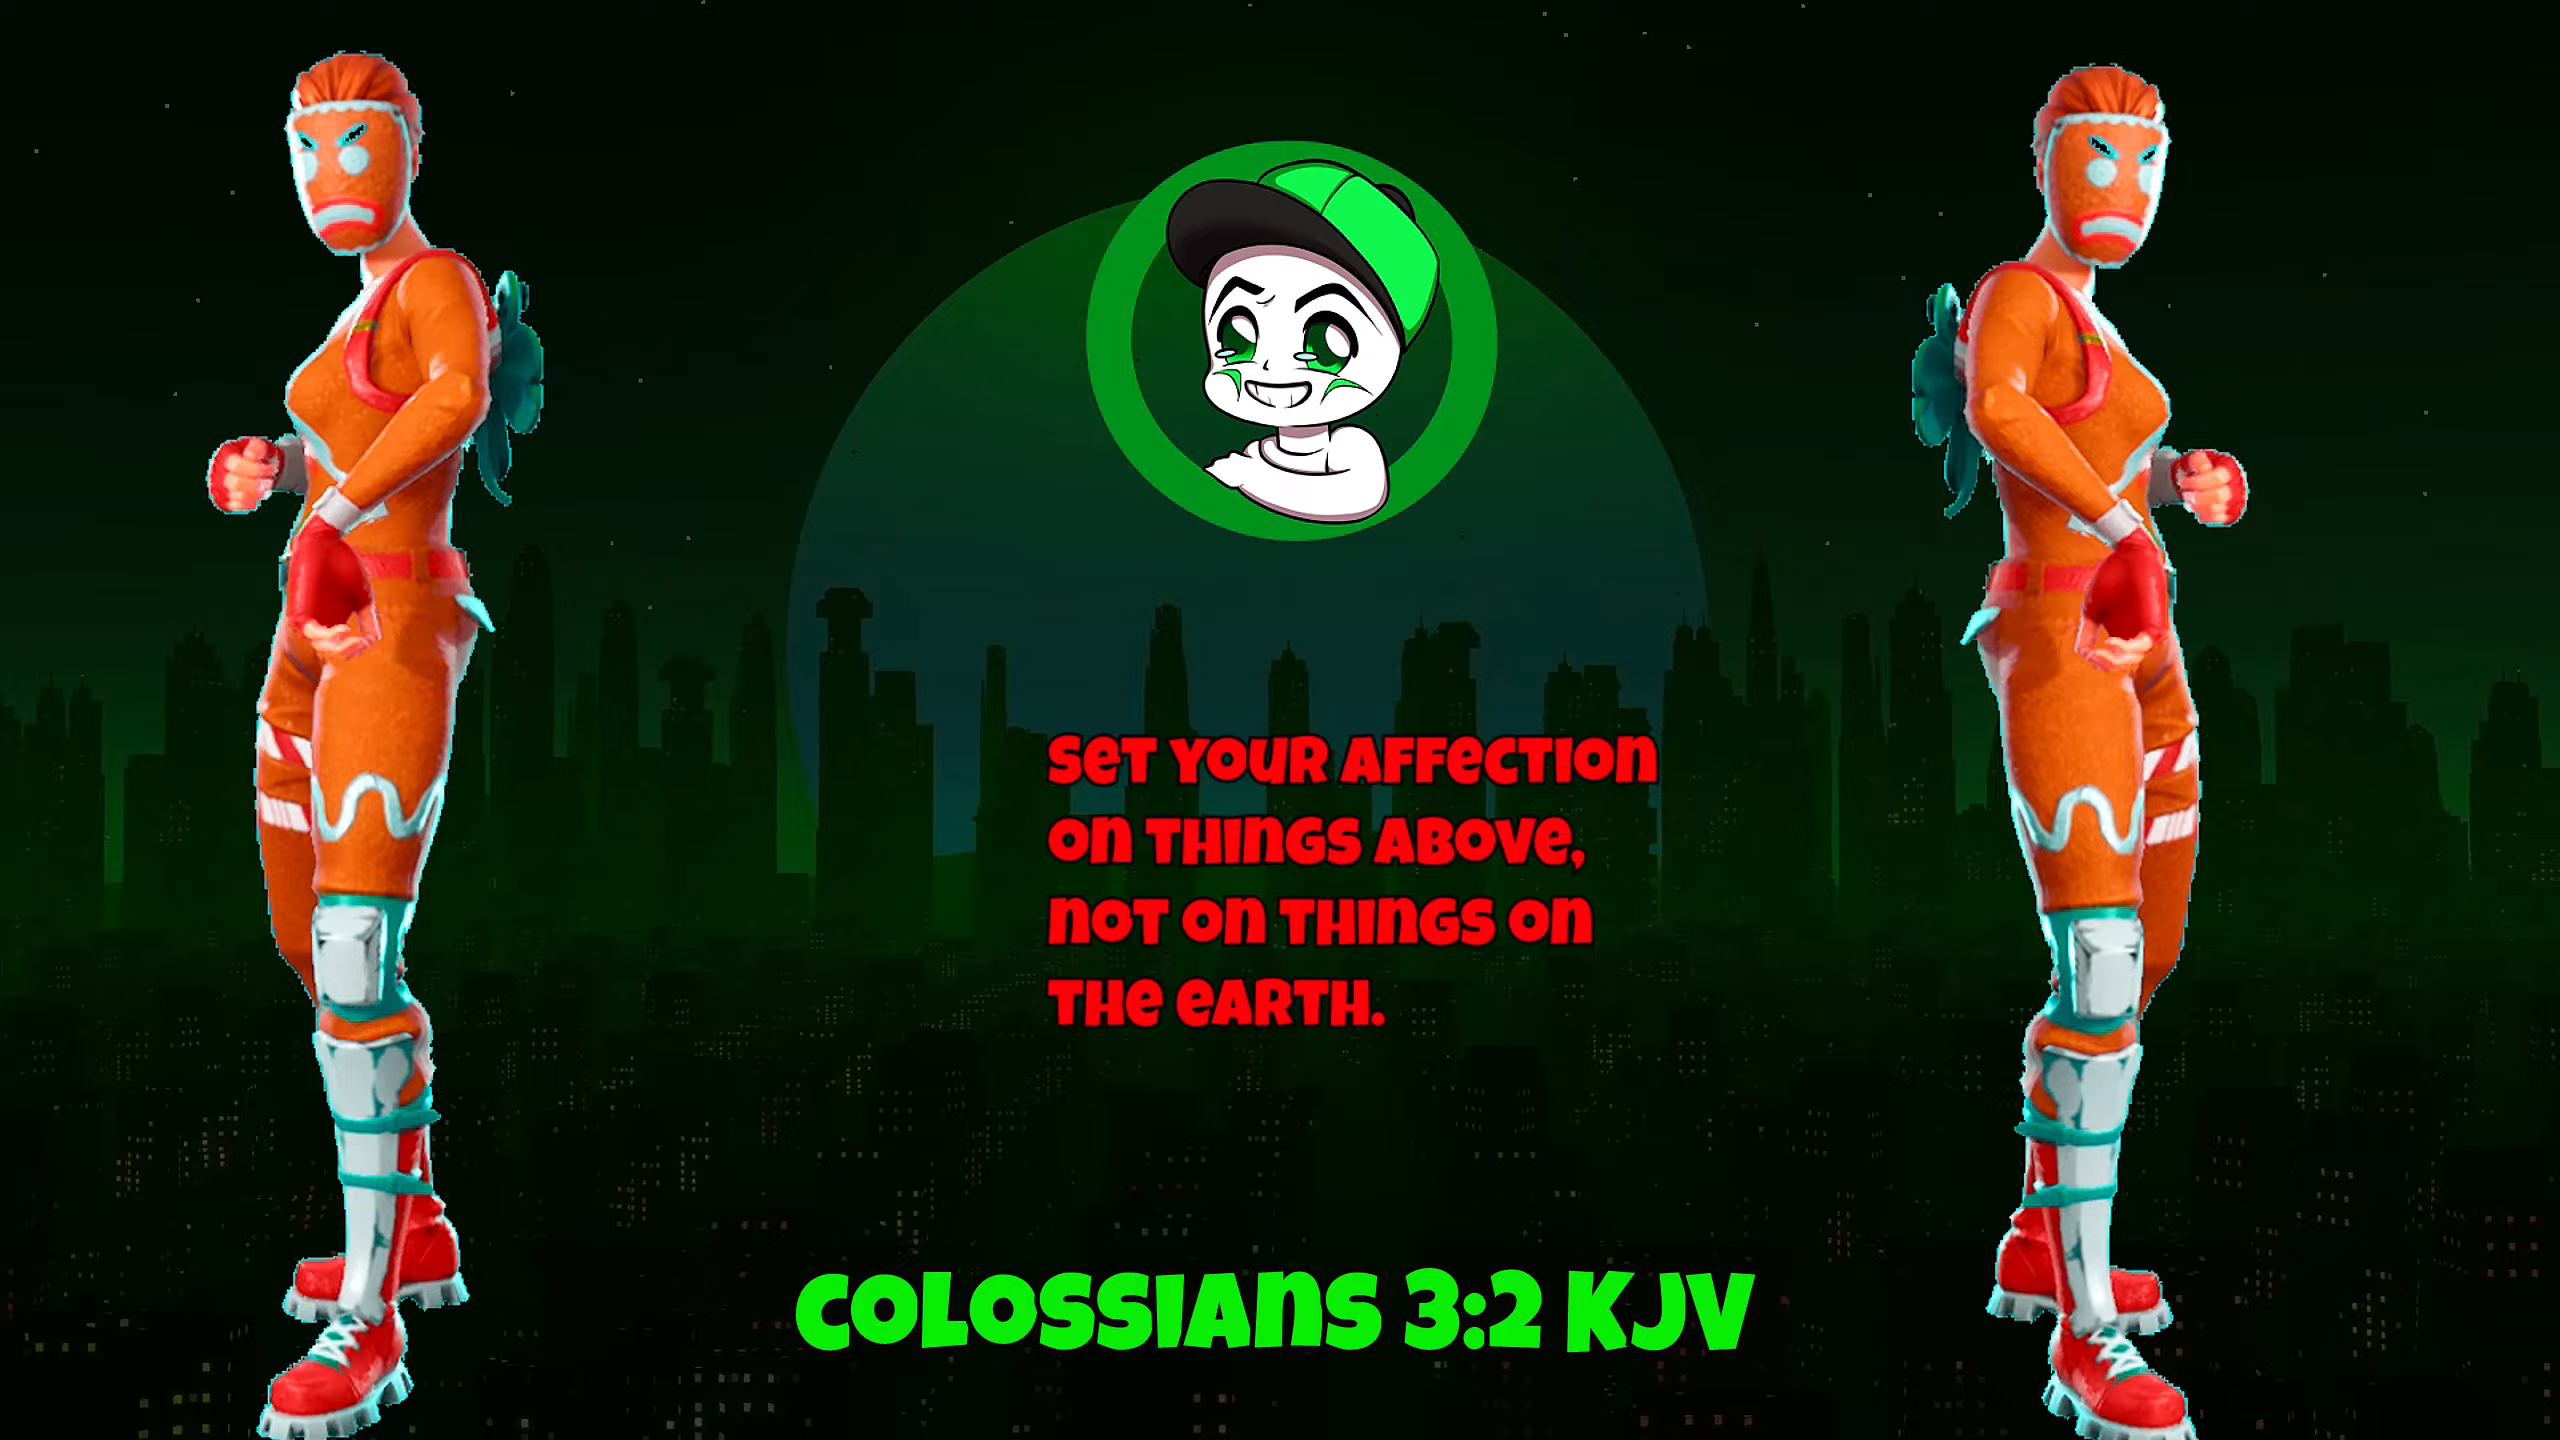 Set your affection
on things above,
not on things on
the earth.
Colossians 3:2 KJV